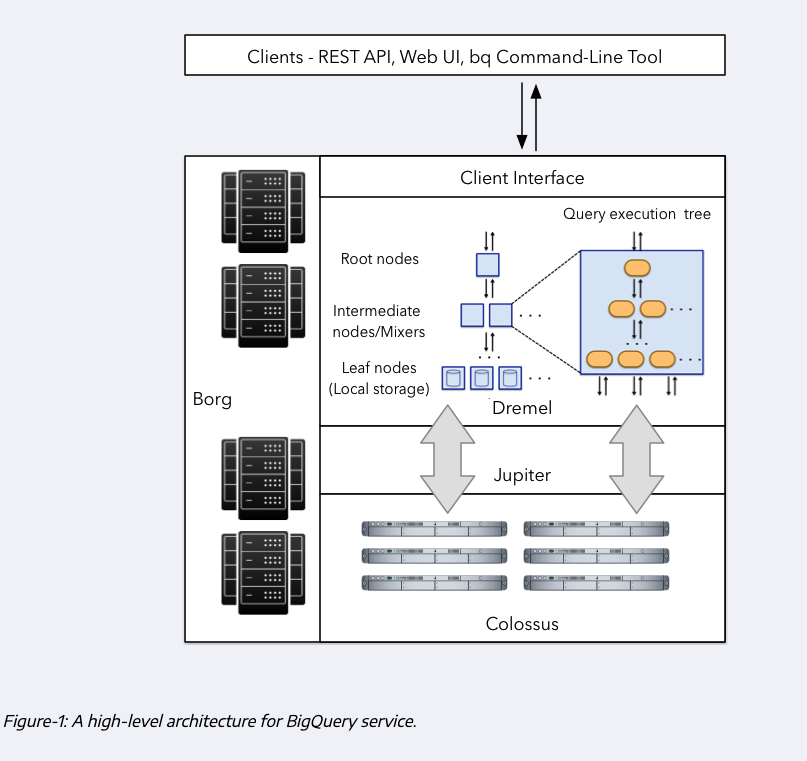 Clients - REST API, Web UI, bq Command-Line Tool
Client Interface
Query execution tree
Root nodes
Intermediate
nodes/Mixers
Leaf nodes
(Local storage)
Borg
Dremel
Jupiter
Colossus
Figure-1: A high-level architecture for BigQuery service.